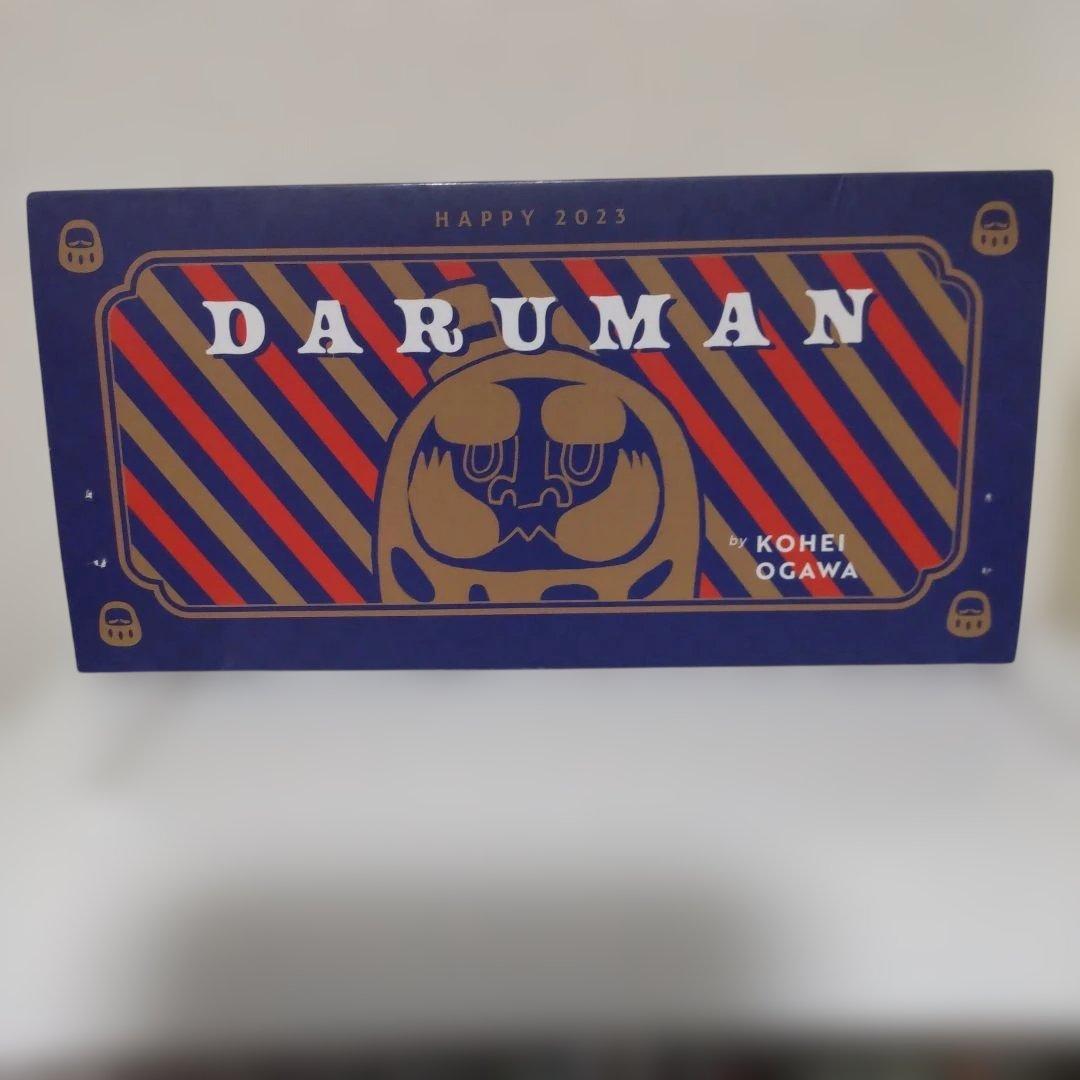 HAPPY 2023
DARUMAN
by KOHEI
OGAWA